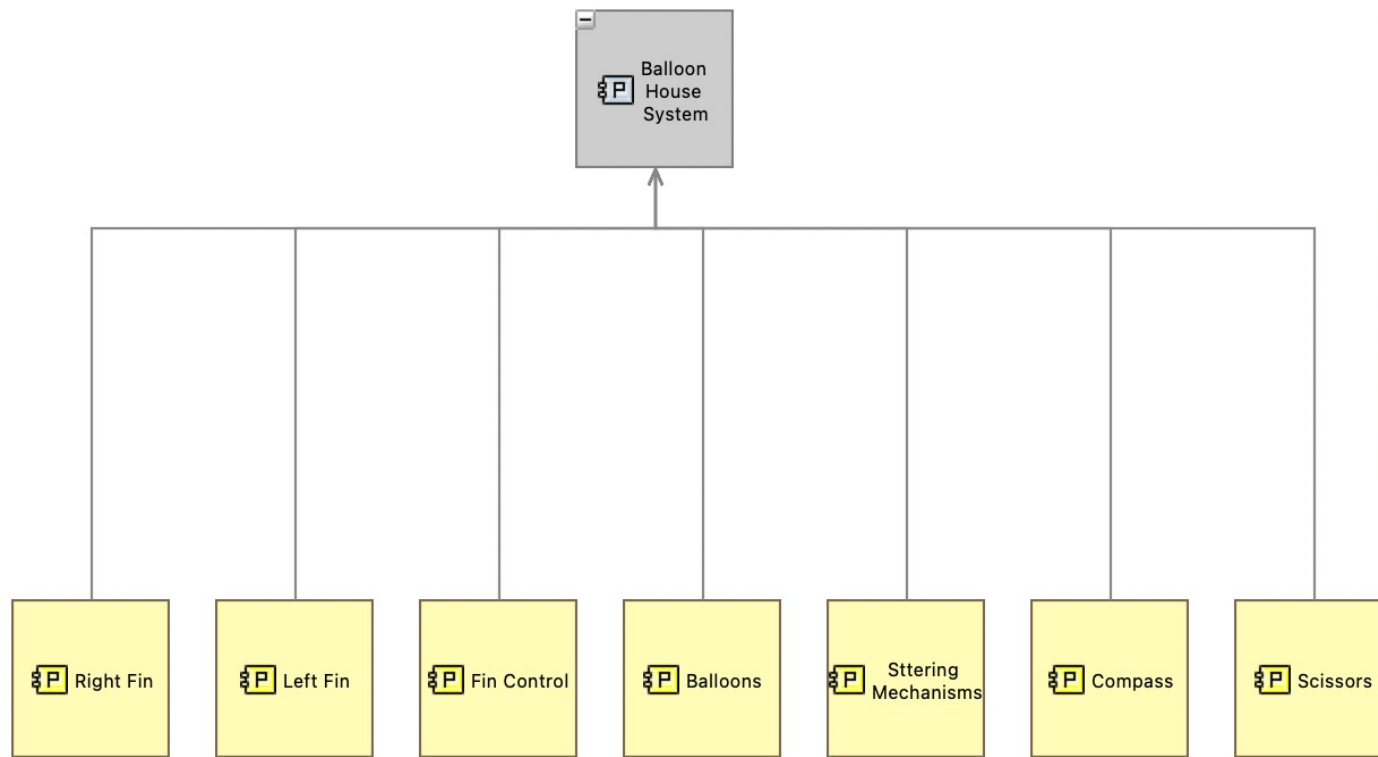 P
Balloon
House
System
P Right Fin
P Left Fin
P Fin Control
P Balloons
P
Sttering
Mechanisms
P Compass
P Scissors